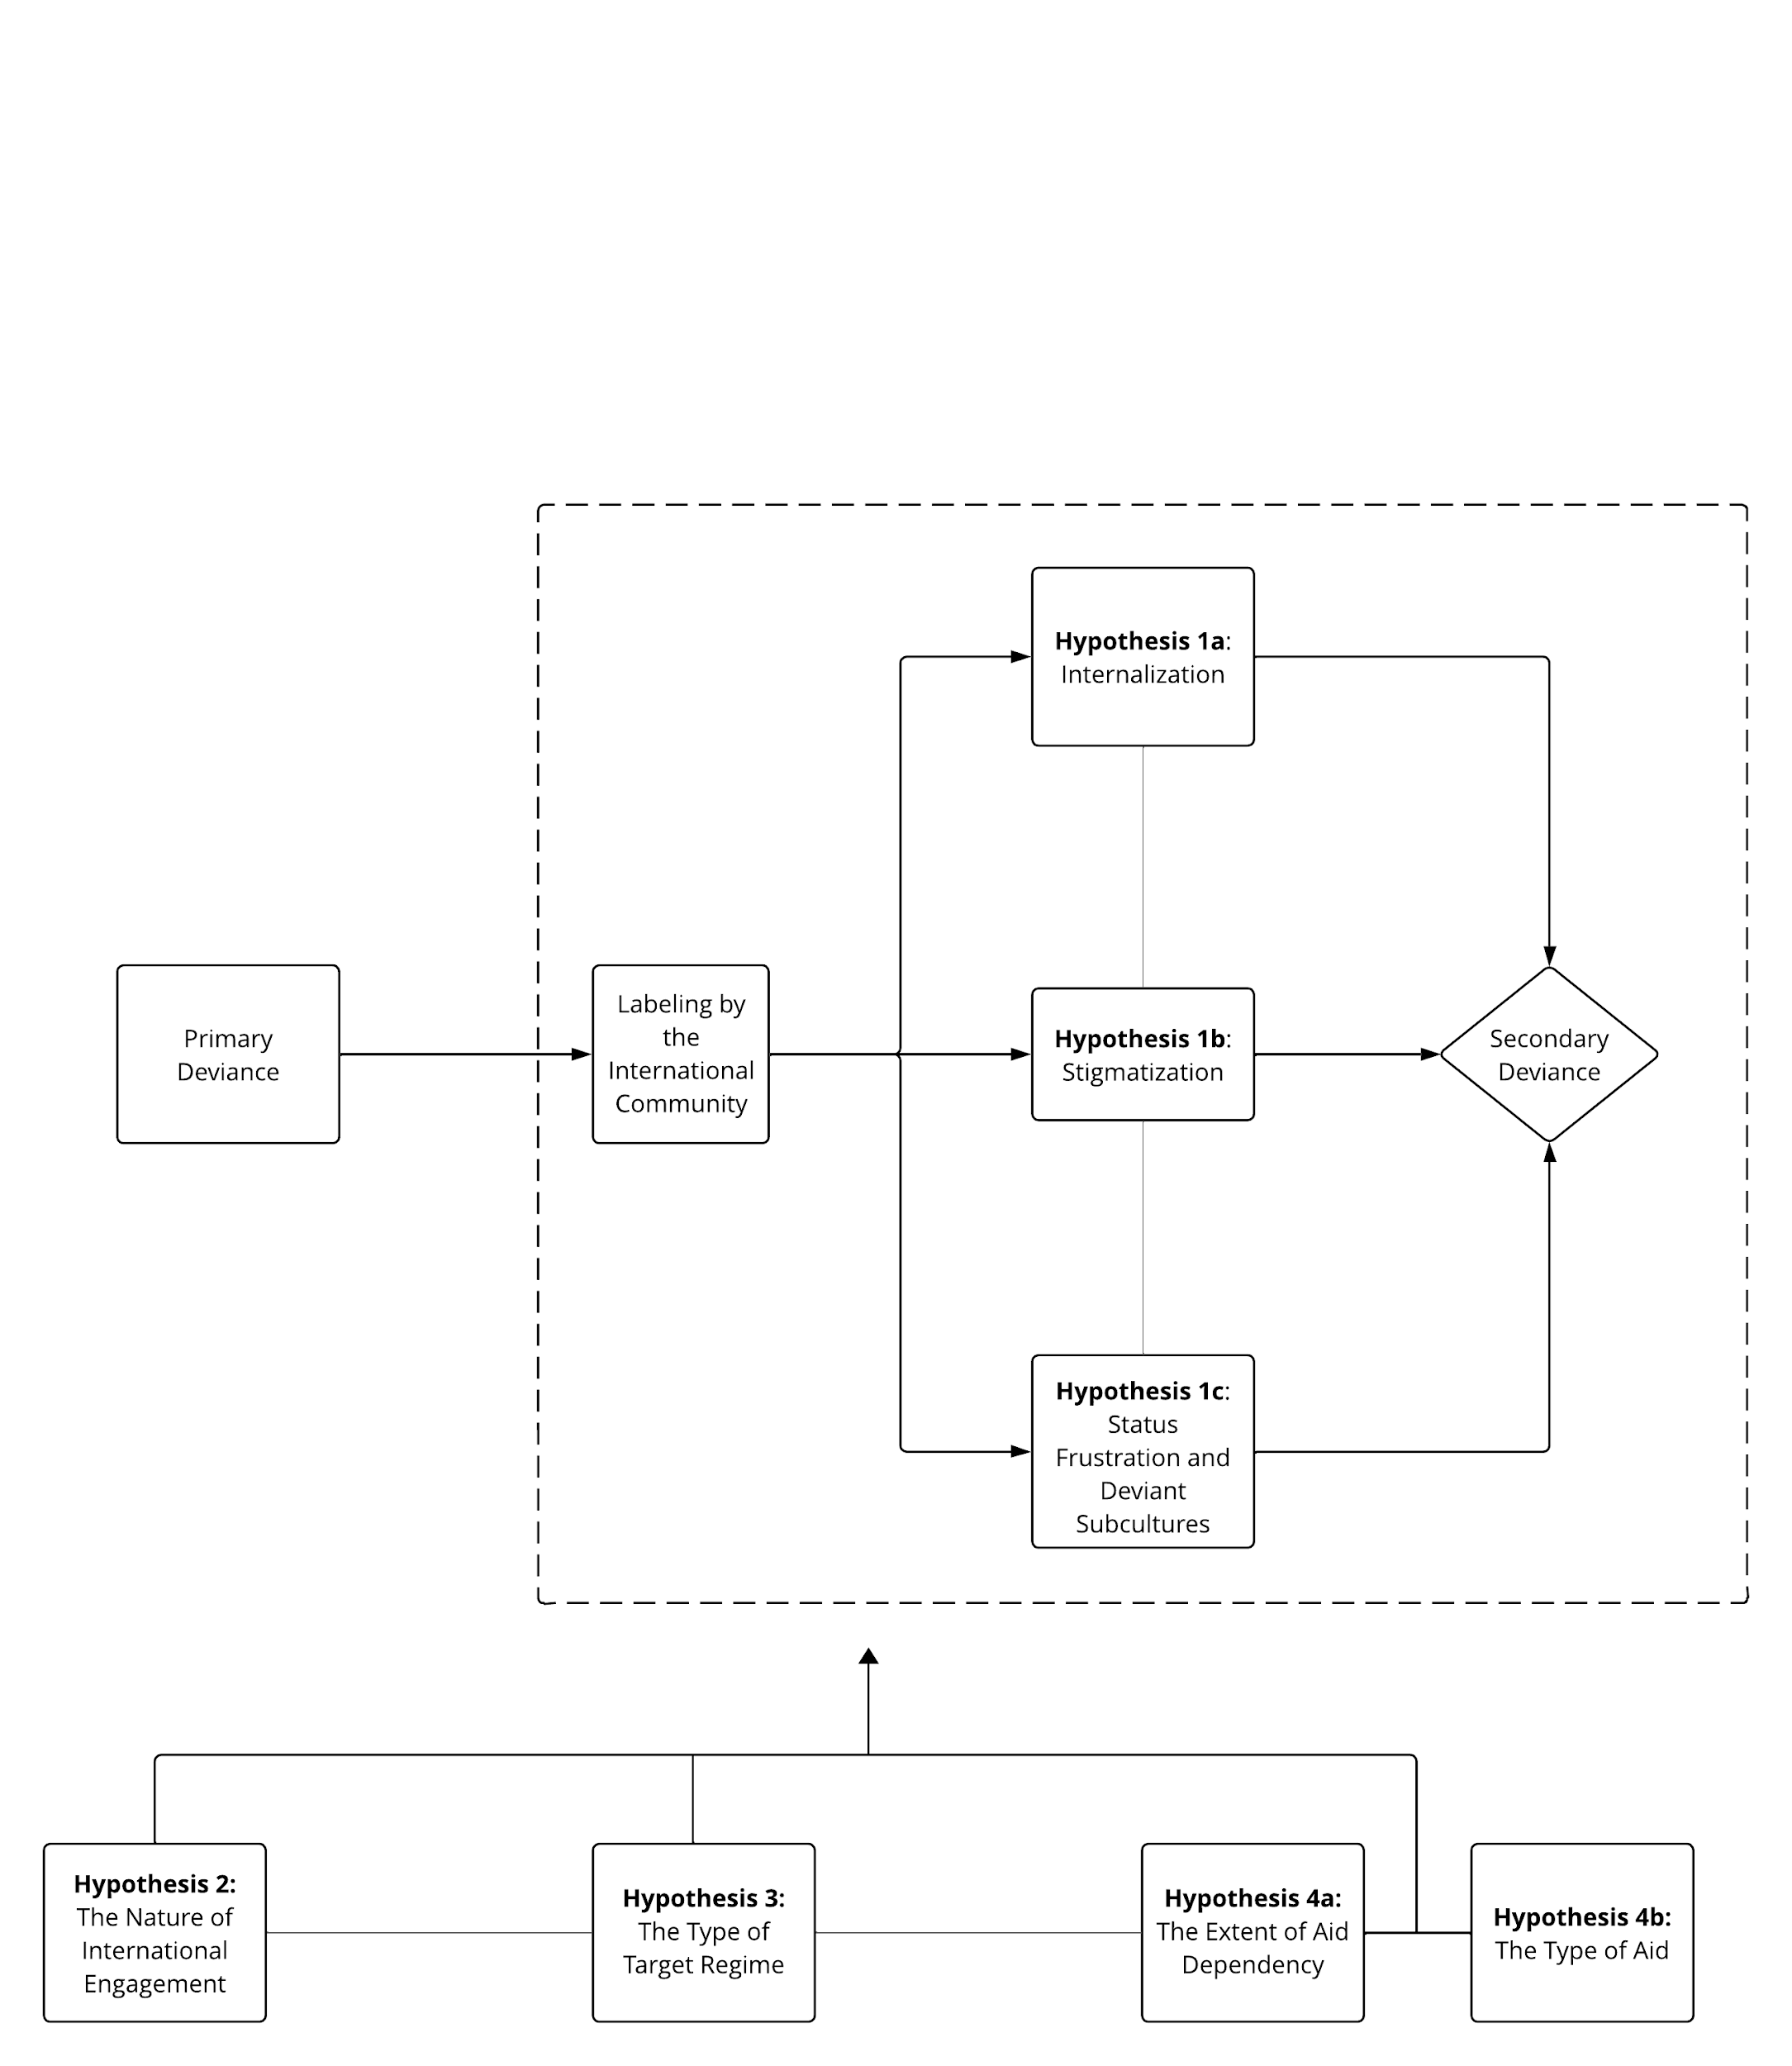 Hypothesis 1a:
Internalization
Primary
Deviance
Labeling by
the
International
Community
Hypothesis 1b:
Stigmatization
Secondary
Deviance
Hypothesis 1c:
Status
Frustration and
Deviant
Subcultures
Hypothesis 2:
The Nature of
International
Engagement
Hypothesis 3:
The Type of
Target Regime
Hypothesis 4a:
The Extent of Aid
Dependency
Hypothesis 4b:
The Type of Aid